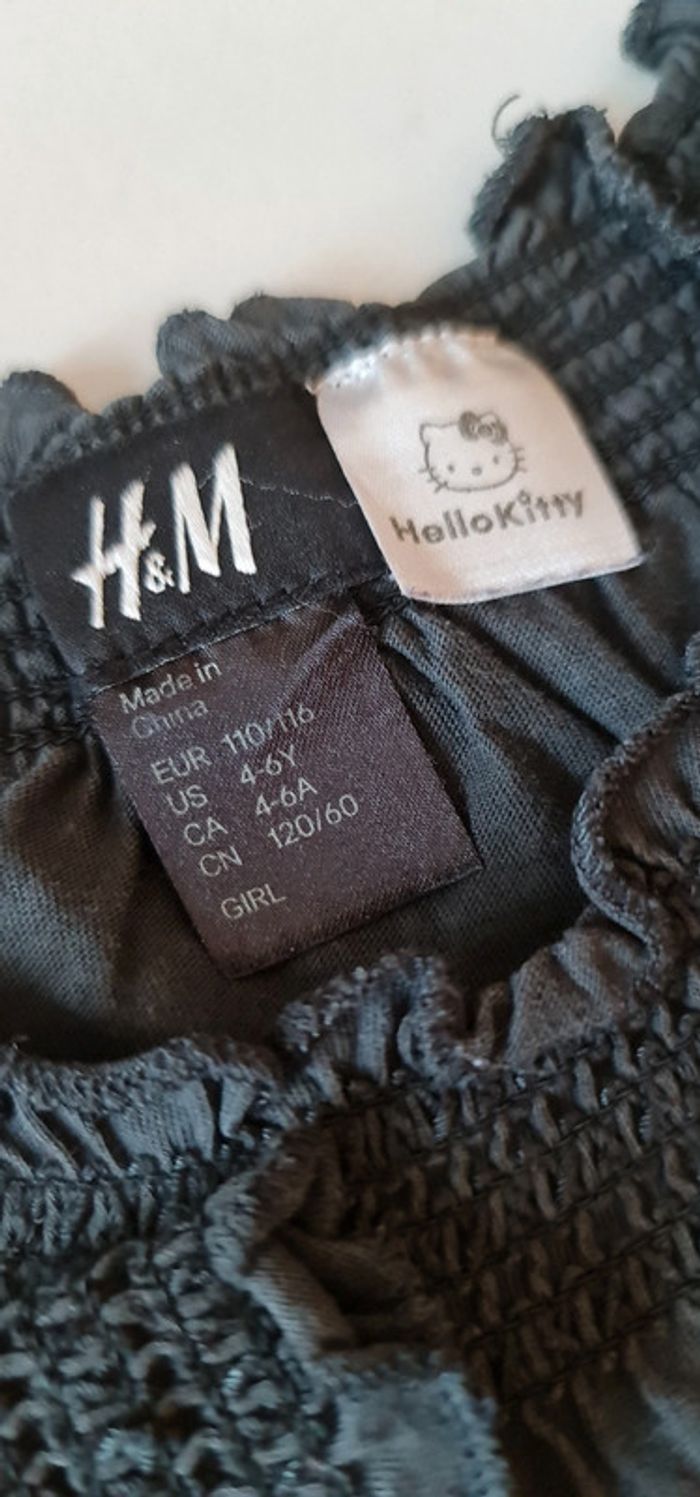 H&M
HelloKitty
Made in
China
EUR 110/116
US 4-6Y
CA 4-6A
CN 120/60
GIRL